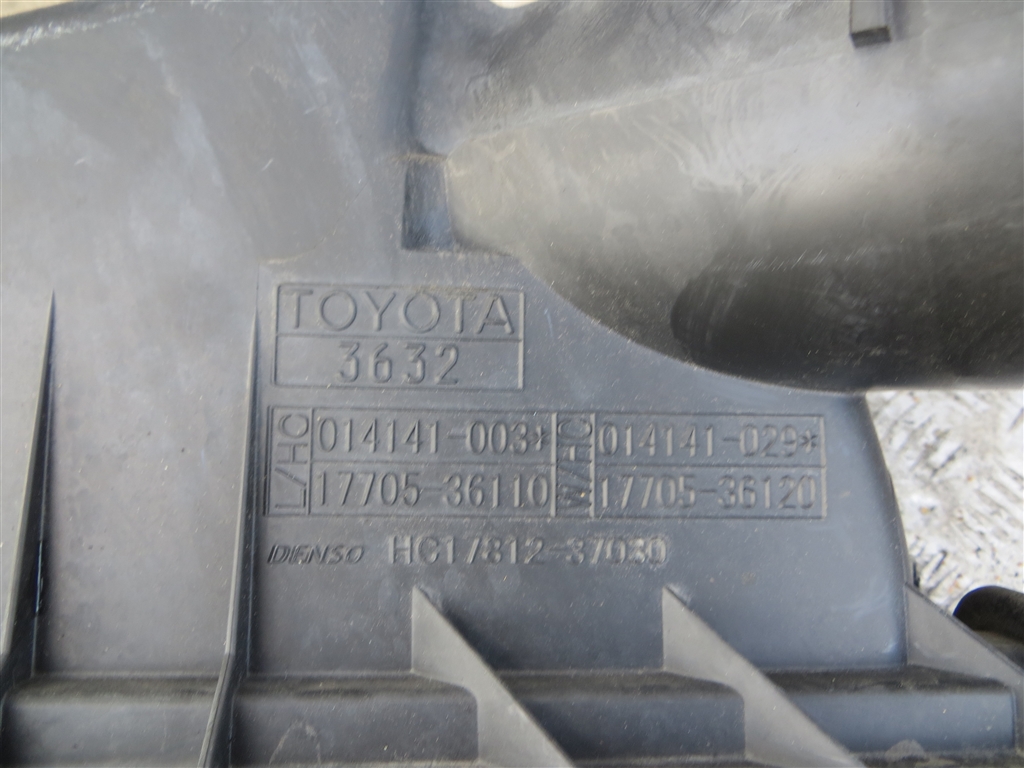 TOYOTA
3632
L/HC 014141-003* W/HC 014141-029*
17705-36110 17705-36120
DENSO HC17812-37030